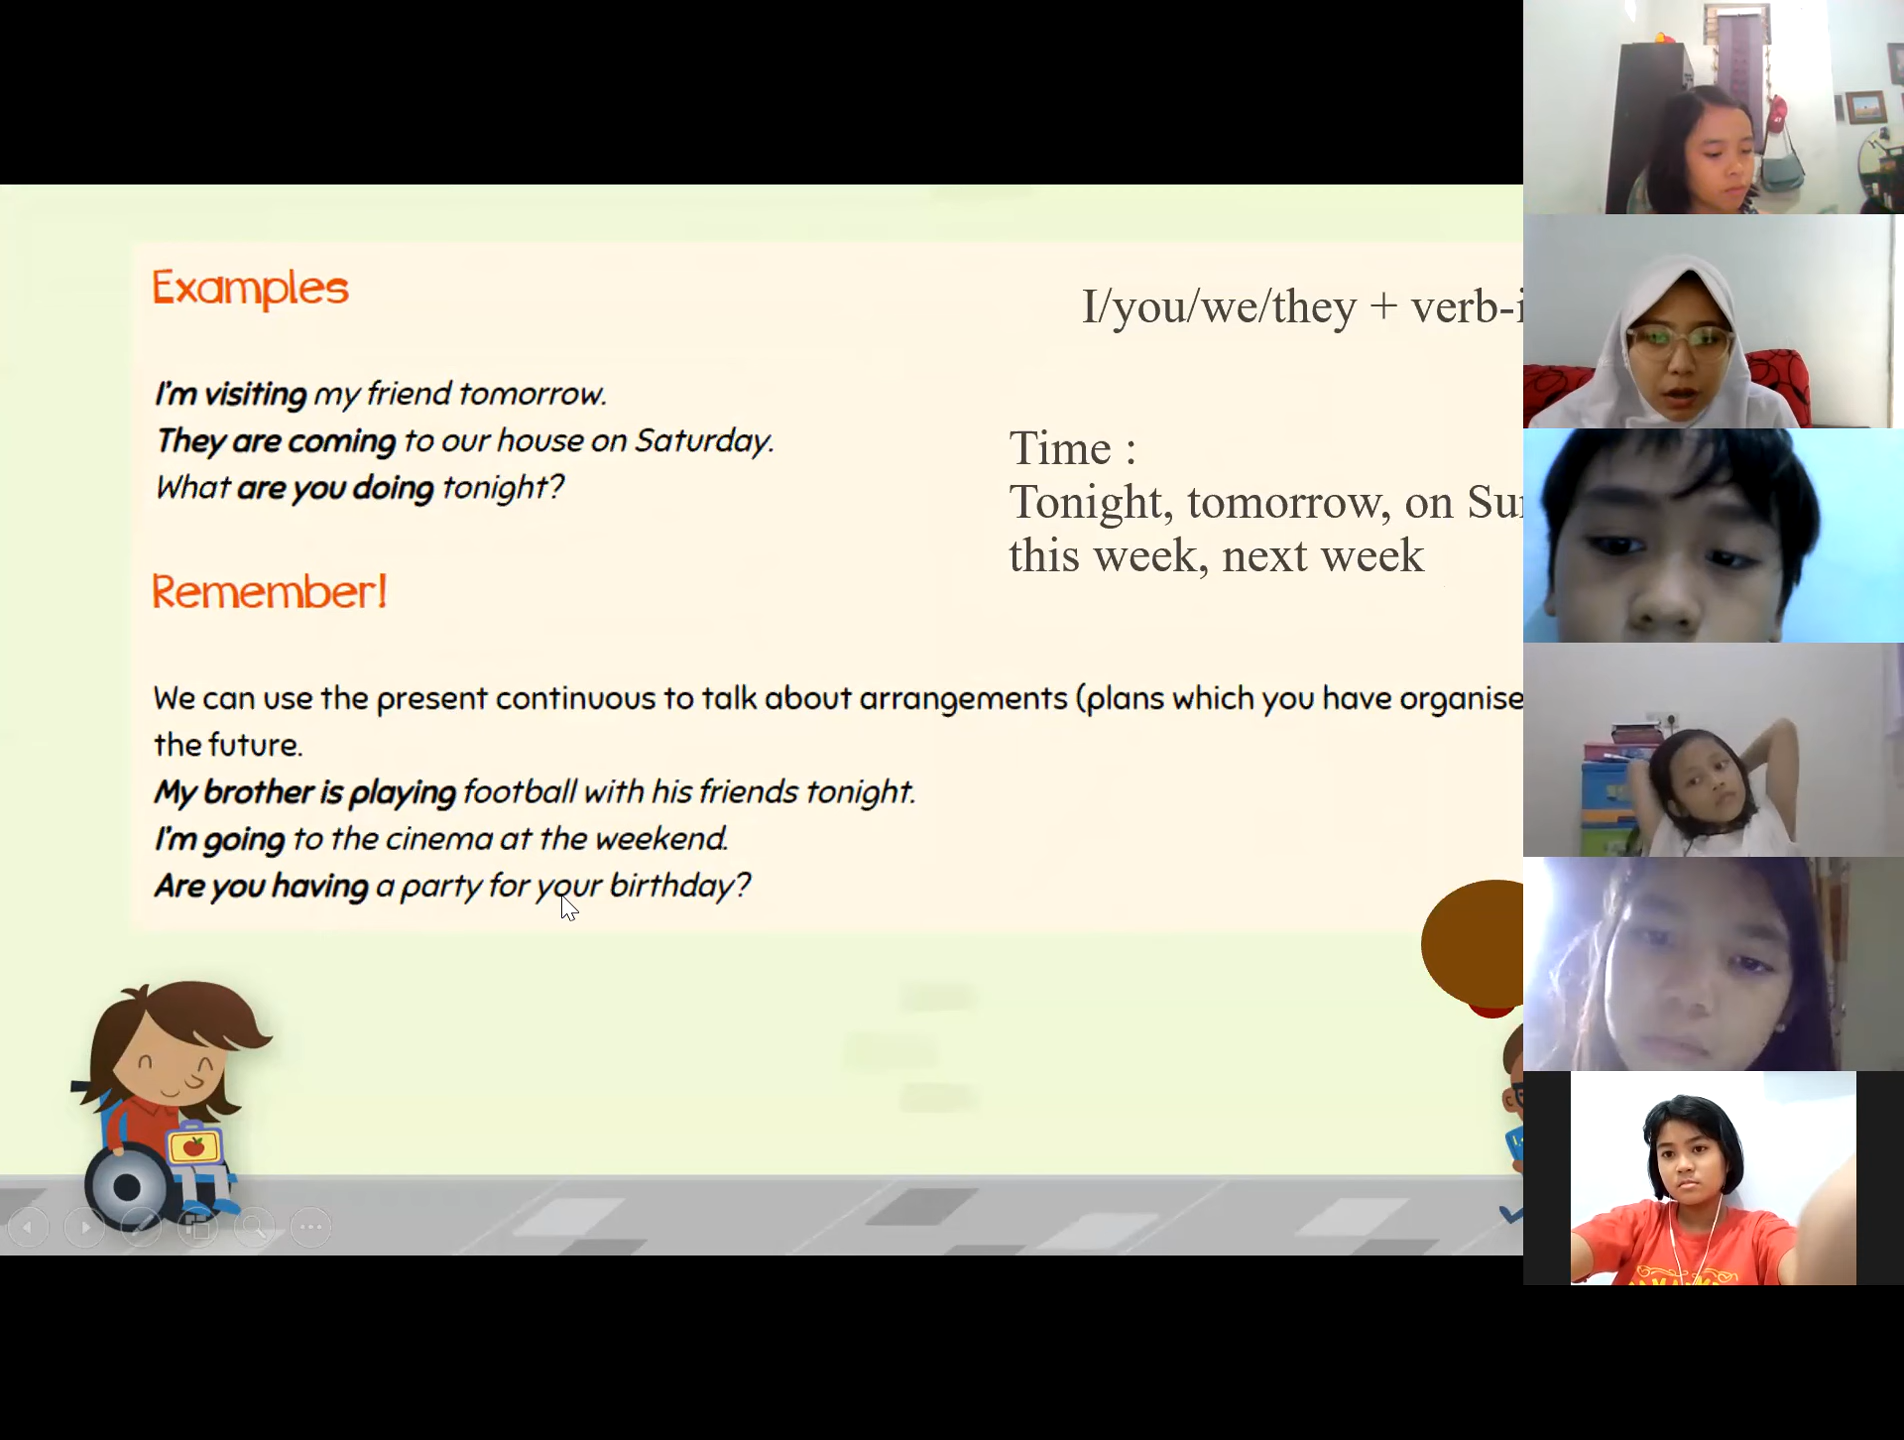 Examples
I/you/we/they + verb-i
I'm visiting my friend tomorrow.
They are coming to our house on Saturday.
What are you doing tonight?
Time :
Tonight, tomorrow, on Su
this week, next week
Remember!
We can use the present continuous to talk about arrangements (plans which you have organise
the future.
My brother is playing football with his friends tonight.
I'm going to the cinema at the weekend.
Are you having a party for your birthday?